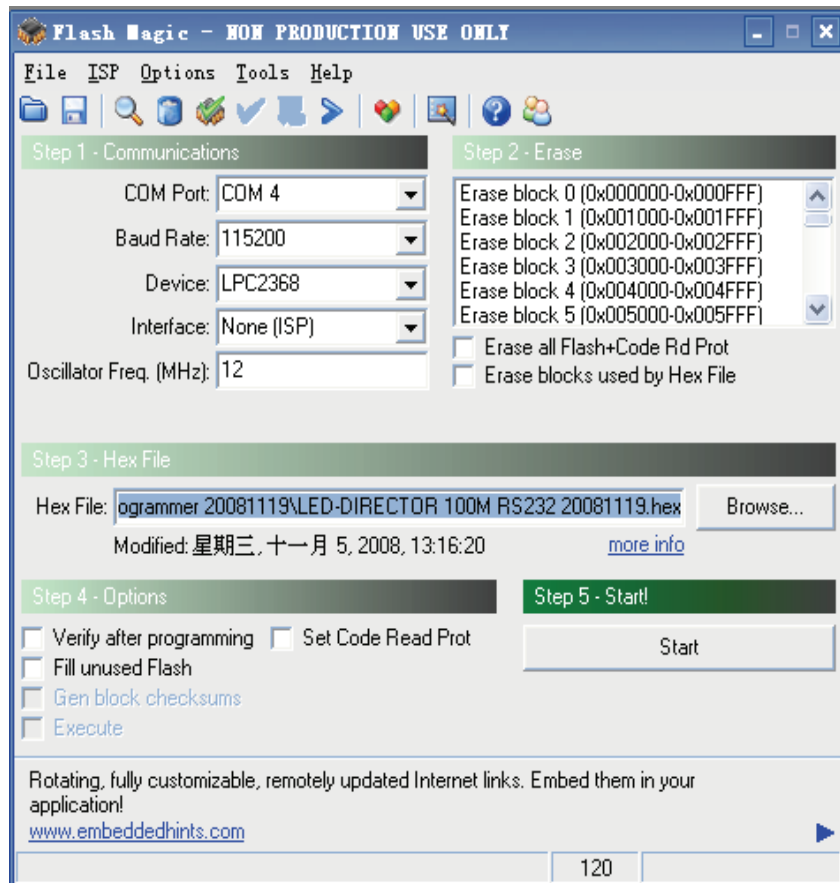 Flash Magic - NON PRODUCTION USE ONLY
File ISP Options Tools Help
Step 1 - Communications
COM Port: COM 4
Baud Rate: 115200
Device: LPC2368
Interface: None (ISP)
Oscillator Freq. (MHz): 12
Step 2 - Erase
Erase block 0 (0x000000-0x000FFF)
Erase block 1 (0x001000-0x001FFF)
Erase block 2 (0x002000-0x002FFF)
Erase block 3 (0x003000-0x003FFF)
Erase block 4 (0x004000-0x004FFF)
Erase block 5 (0x005000-0x005FFF)
Erase all Flash+Code Rd Prot
Erase blocks used by Hex File
Step 3 - Hex File
Hex File: ogrammer 20081119\LED-DIRECTOR 100M RS232 20081119.hex Browse...
Modified: 星期三, 十一月 5, 2008, 13:16:20 more info
Step 4 - Options
Verify after programming Set Code Read Prot
Fill unused Flash
Gen block checksums
Execute
Step 5 - Start!
Start
Rotating, fully customizable, remotely updated Internet links. Embed them in your
application!
www.embeddedhints.com
120